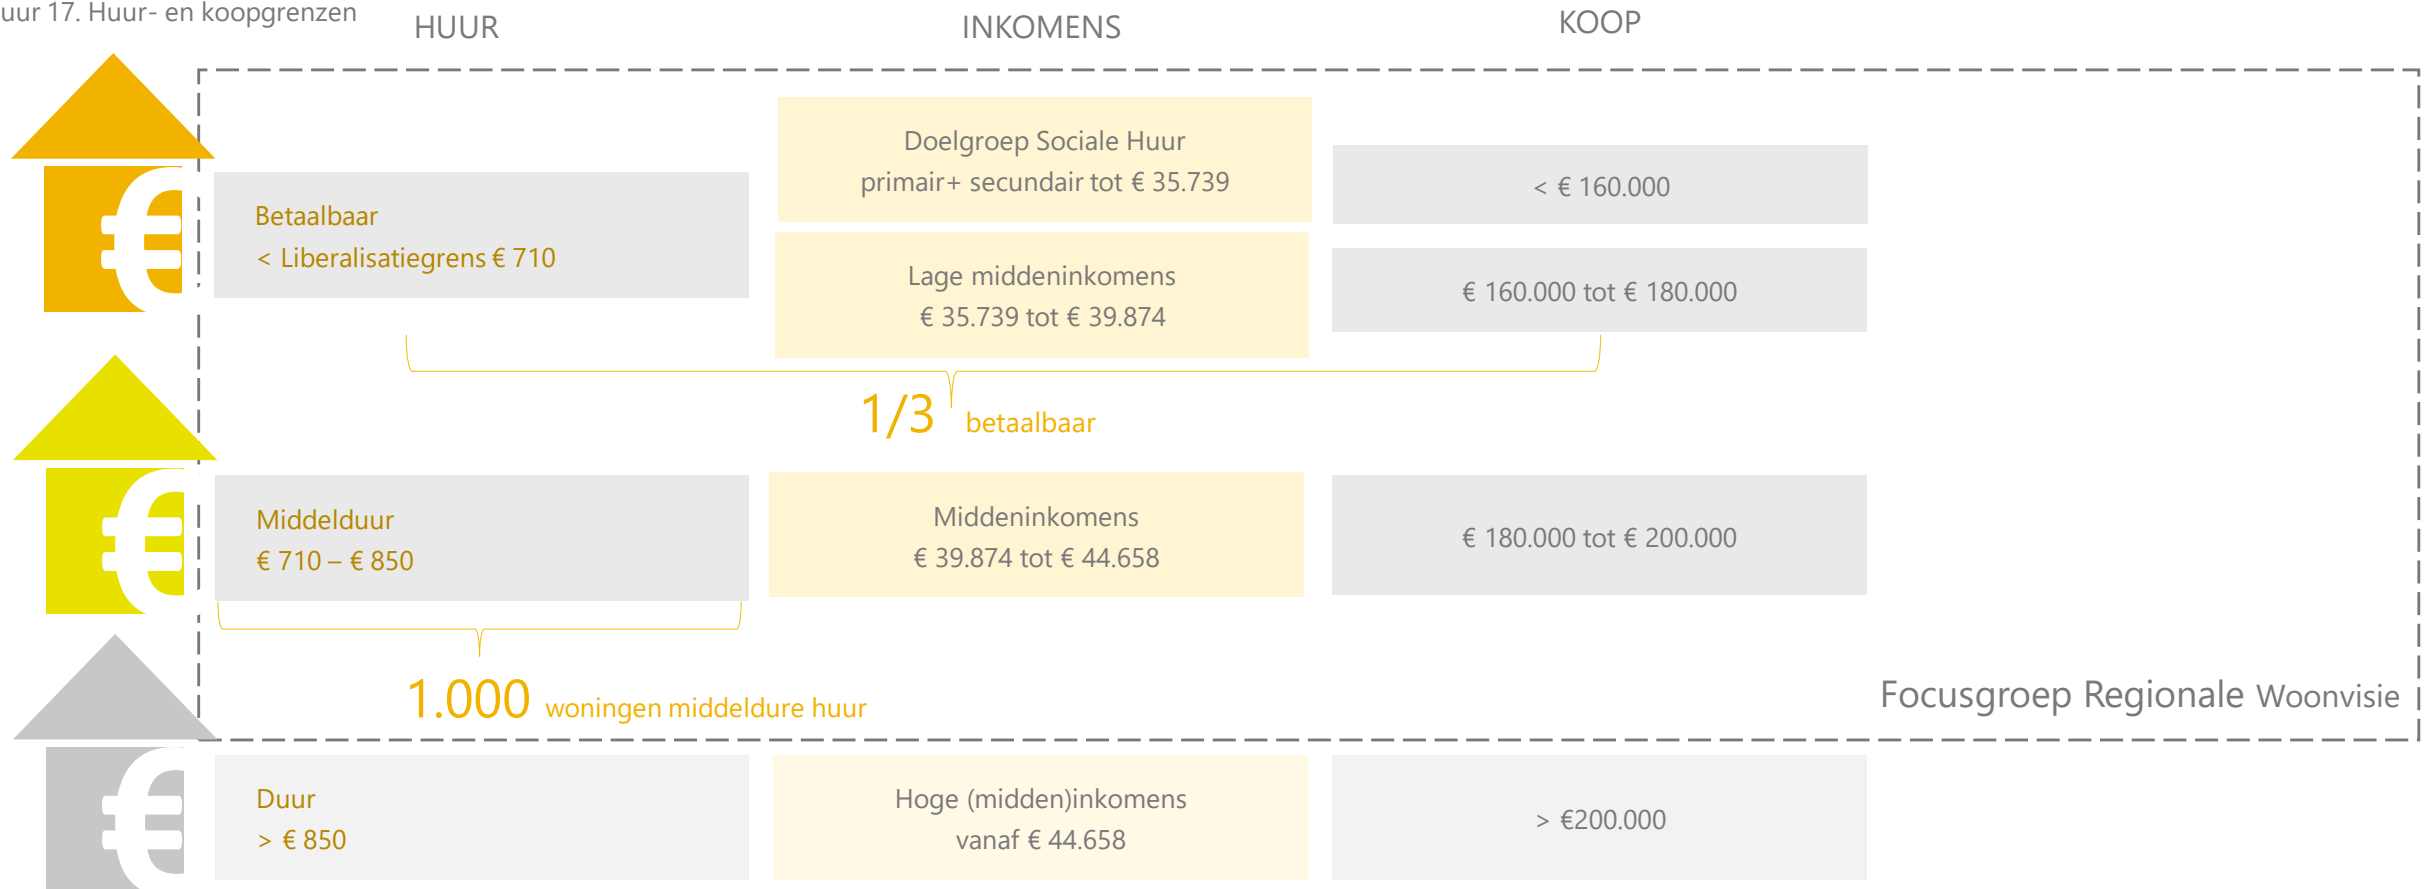 uur 17. Huur- en koopgrenzen
HUUR
INKOMENS
KOOP
Doelgroep Sociale Huur
primair+ secundair tot € 35.739
< € 160.000
Betaalbaar
< Liberalisatiegrens € 710
Lage middeninkomens
€ 35.739 tot € 39.874
€ 160.000 tot € 180.000
1/3 betaalbaar
Middelduur
€ 710 – € 850
Middeninkomens
€ 39.874 tot € 44.658
€ 180.000 tot € 200.000
1.000 woningen middeldure huur
Focusgroep Regionale Woonvisie
Duur
> € 850
Hoge (midden)inkomens
vanaf € 44.658
> €200.000
€
€
€